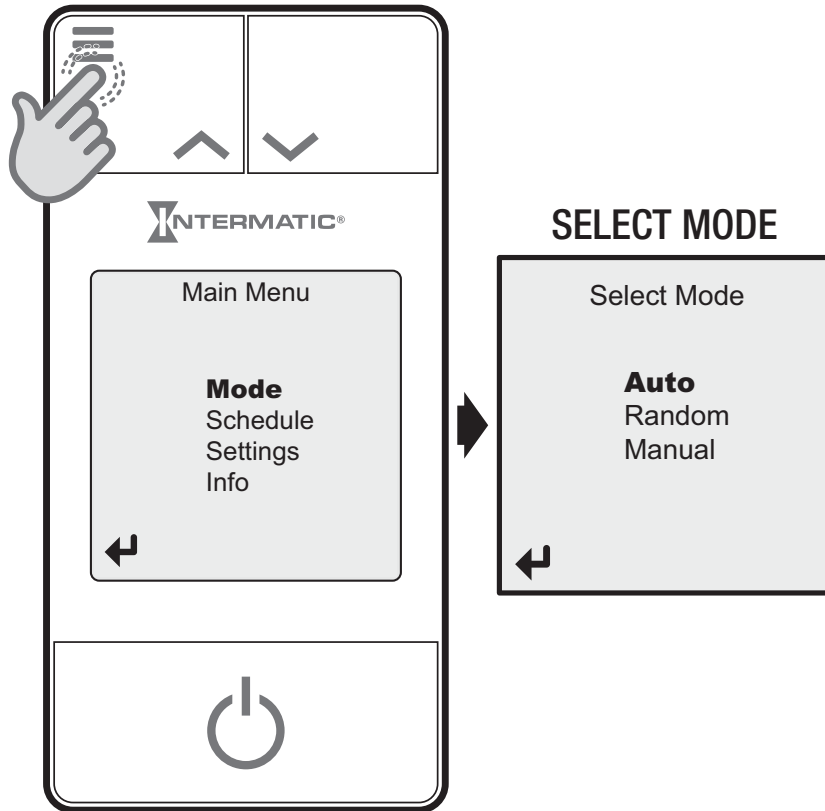 INTERMATIC®
Main Menu
Mode
Schedule
Settings
Info
SELECT MODE
Select Mode
Auto
Random
Manual